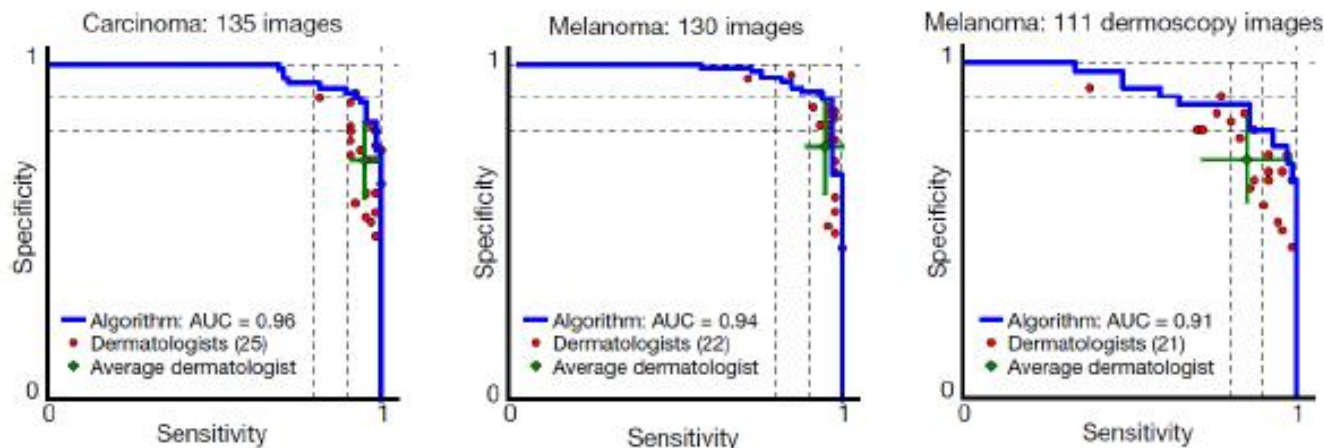 Carcinoma: 135 images
1
Specificity
0
Algorithm: AUC = 0.96
Dermatologists (25)
Average dermatologist
0
1
Sensitivity
Melanoma: 130 images
1
Specificity
0
Algorithm: AUC = 0.94
Dermatologists (22)
Average dermatologist
0
1
Sensitivity
Melanoma: 111 dermoscopy images
1
Specificity
0
Algorithm: AUC = 0.91
Dermatologists (21)
Average dermatologist
0
1
Sensitivity